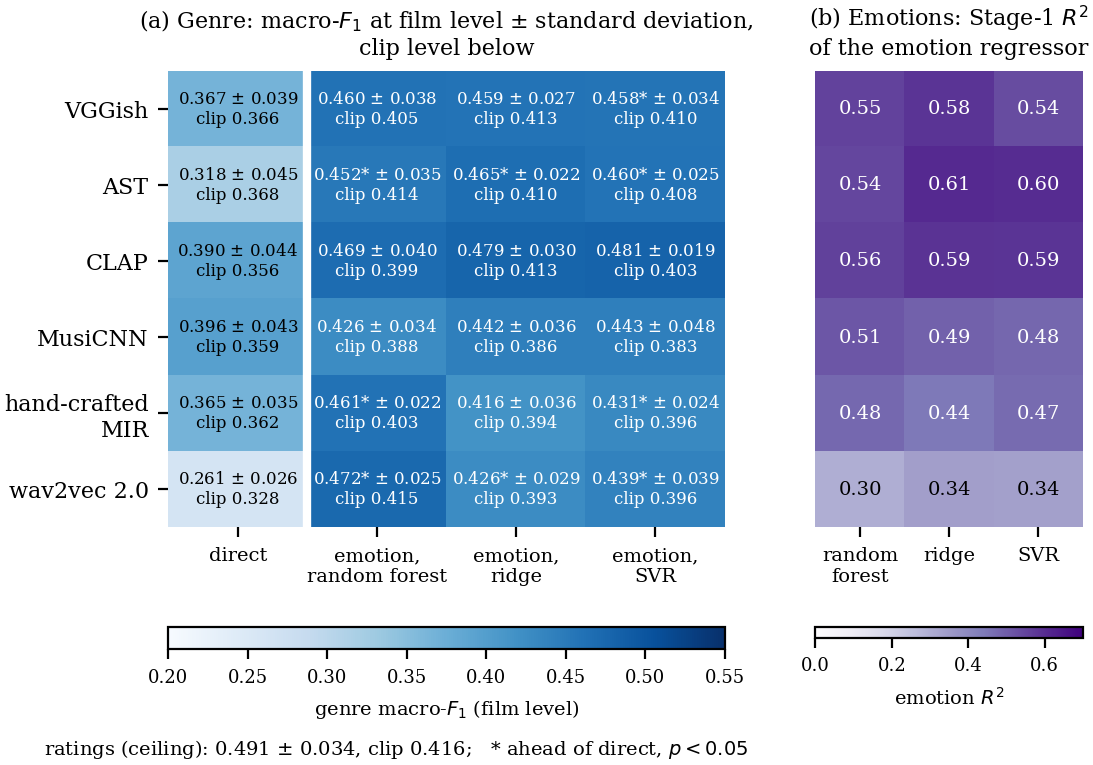 (a) Genre: macro-F₁ at film level ± standard deviation,
clip level below
(b) Emotions: Stage-1 R²
of the emotion regressor
VGGish
0.367 ± 0.039
clip 0.366
0.460 ± 0.038
clip 0.405
0.459 ± 0.027
clip 0.413
0.458* ± 0.034
clip 0.410
0.55
0.58
0.54
AST
0.318 ± 0.045
clip 0.368
0.452* ± 0.035
clip 0.414
0.465* ± 0.022
clip 0.410
0.460* ± 0.025
clip 0.408
0.54
0.61
0.60
CLAP
0.390 ± 0.044
clip 0.356
0.469 ± 0.040
clip 0.399
0.479 ± 0.030
clip 0.413
0.481 ± 0.019
clip 0.403
0.56
0.59
0.59
MusiCNN
0.396 ± 0.043
clip 0.359
0.426 ± 0.034
clip 0.388
0.442 ± 0.036
clip 0.386
0.443 ± 0.048
clip 0.383
0.51
0.49
0.48
hand-crafted
MIR
0.365 ± 0.035
clip 0.362
0.461* ± 0.022
clip 0.403
0.416 ± 0.036
clip 0.394
0.431* ± 0.024
clip 0.396
0.48
0.44
0.47
wav2vec 2.0
0.261 ± 0.026
clip 0.328
0.472* ± 0.025
clip 0.415
0.426* ± 0.029
clip 0.393
0.439* ± 0.039
clip 0.396
0.30
0.34
0.34
direct
emotion,
random forest
emotion,
ridge
emotion,
SVR
random
forest
ridge
SVR
0.20 0.25 0.30 0.35 0.40 0.45 0.50 0.55
genre macro-F₁ (film level)
0.0 0.2 0.4 0.6
emotion R²
ratings (ceiling): 0.491 ± 0.034, clip 0.416; * ahead of direct, p < 0.05